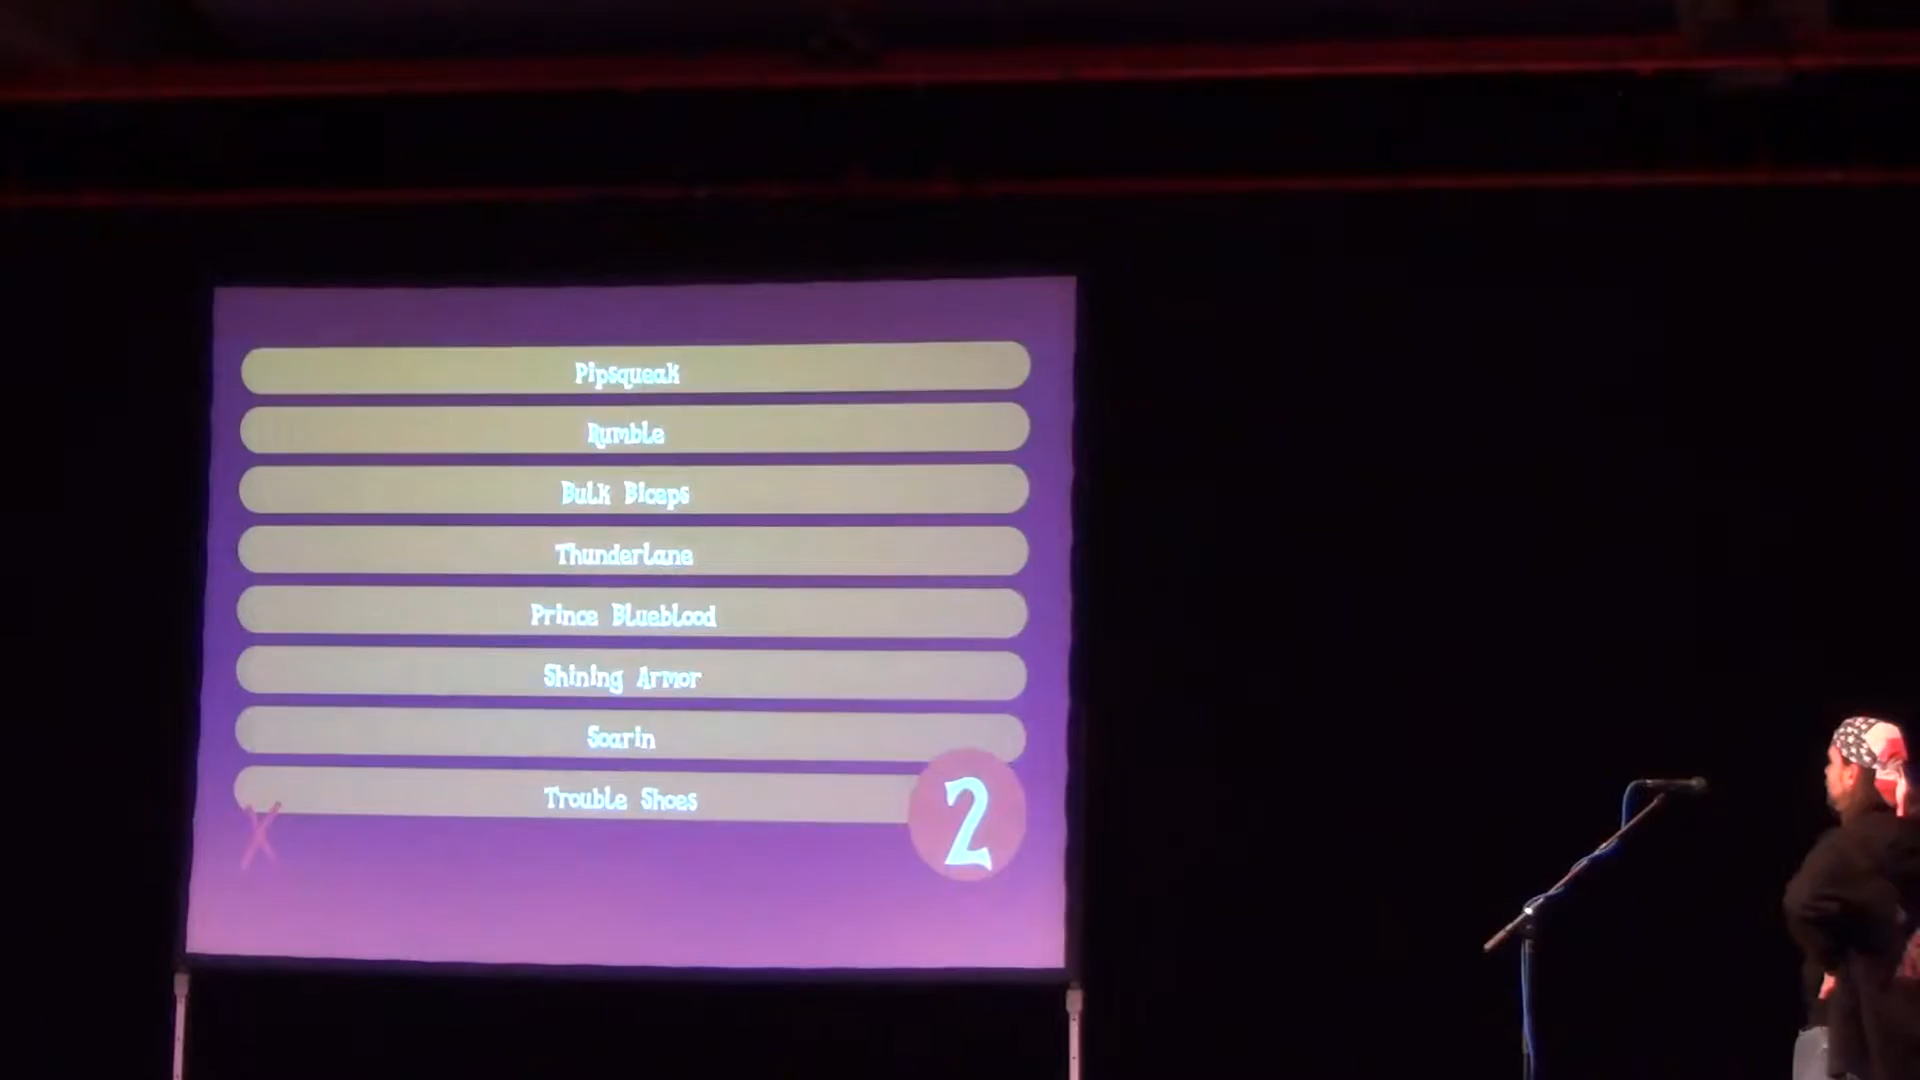 Pipsqueak
Rumble
Bulk Biceps
Thunderlane
Prince Blueblood
Shining Armor
Soarin
Trouble Shoes
X
2